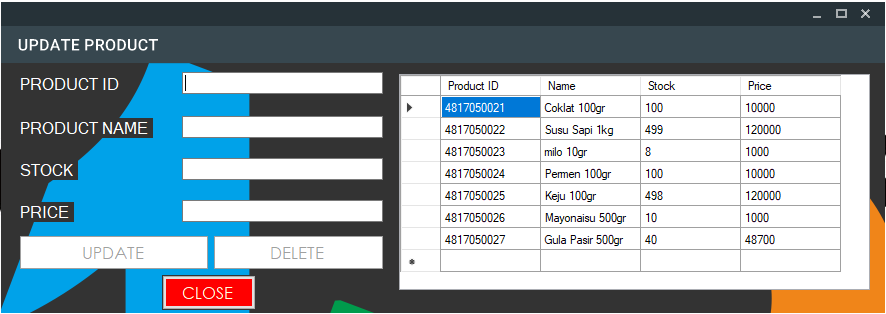 UPDATE PRODUCT
PRODUCT ID
PRODUCT NAME
STOCK
PRICE
UPDATE DELETE
CLOSE
Product ID Name Stock Price
4817050021 Coklat 100gr 100 10000
4817050022 Susu Sapi 1kg 499 120000
4817050023 milo 10gr 8 1000
4817050024 Permen 100gr 100 10000
4817050025 Keju 100gr 498 120000
4817050026 Mayonaisu 500gr 10 1000
4817050027 Gula Pasir 500gr 40 48700